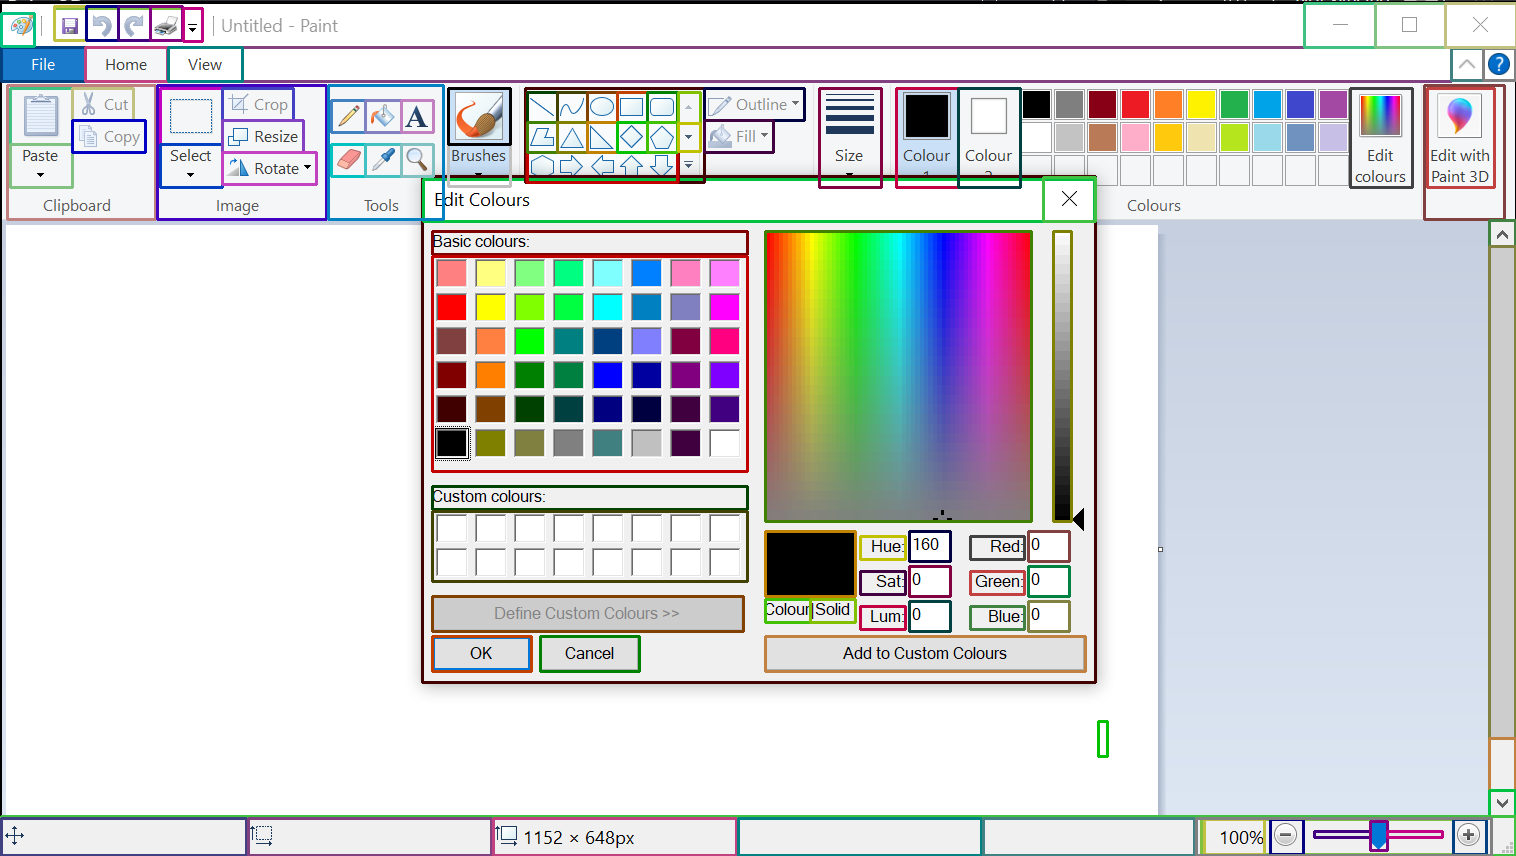 Untitled - Paint
File
Home
View
Cut
Copy
Paste
Clipboard
Crop
Resize
Rotate
Select
Image
Tools
Brushes
Outline
Fill
Size
Colour
1
Colour
2
Edit
colours
Edit with
Paint 3D
Colours
Edit Colours
Basic colours:
Custom colours:
Define Custom Colours >>
OK
Cancel
Hue: 160
Sat: 0
Lum: 0
Red: 0
Green: 0
Blue: 0
Colour|Solid
Add to Custom Colours
1152 × 648px
100%